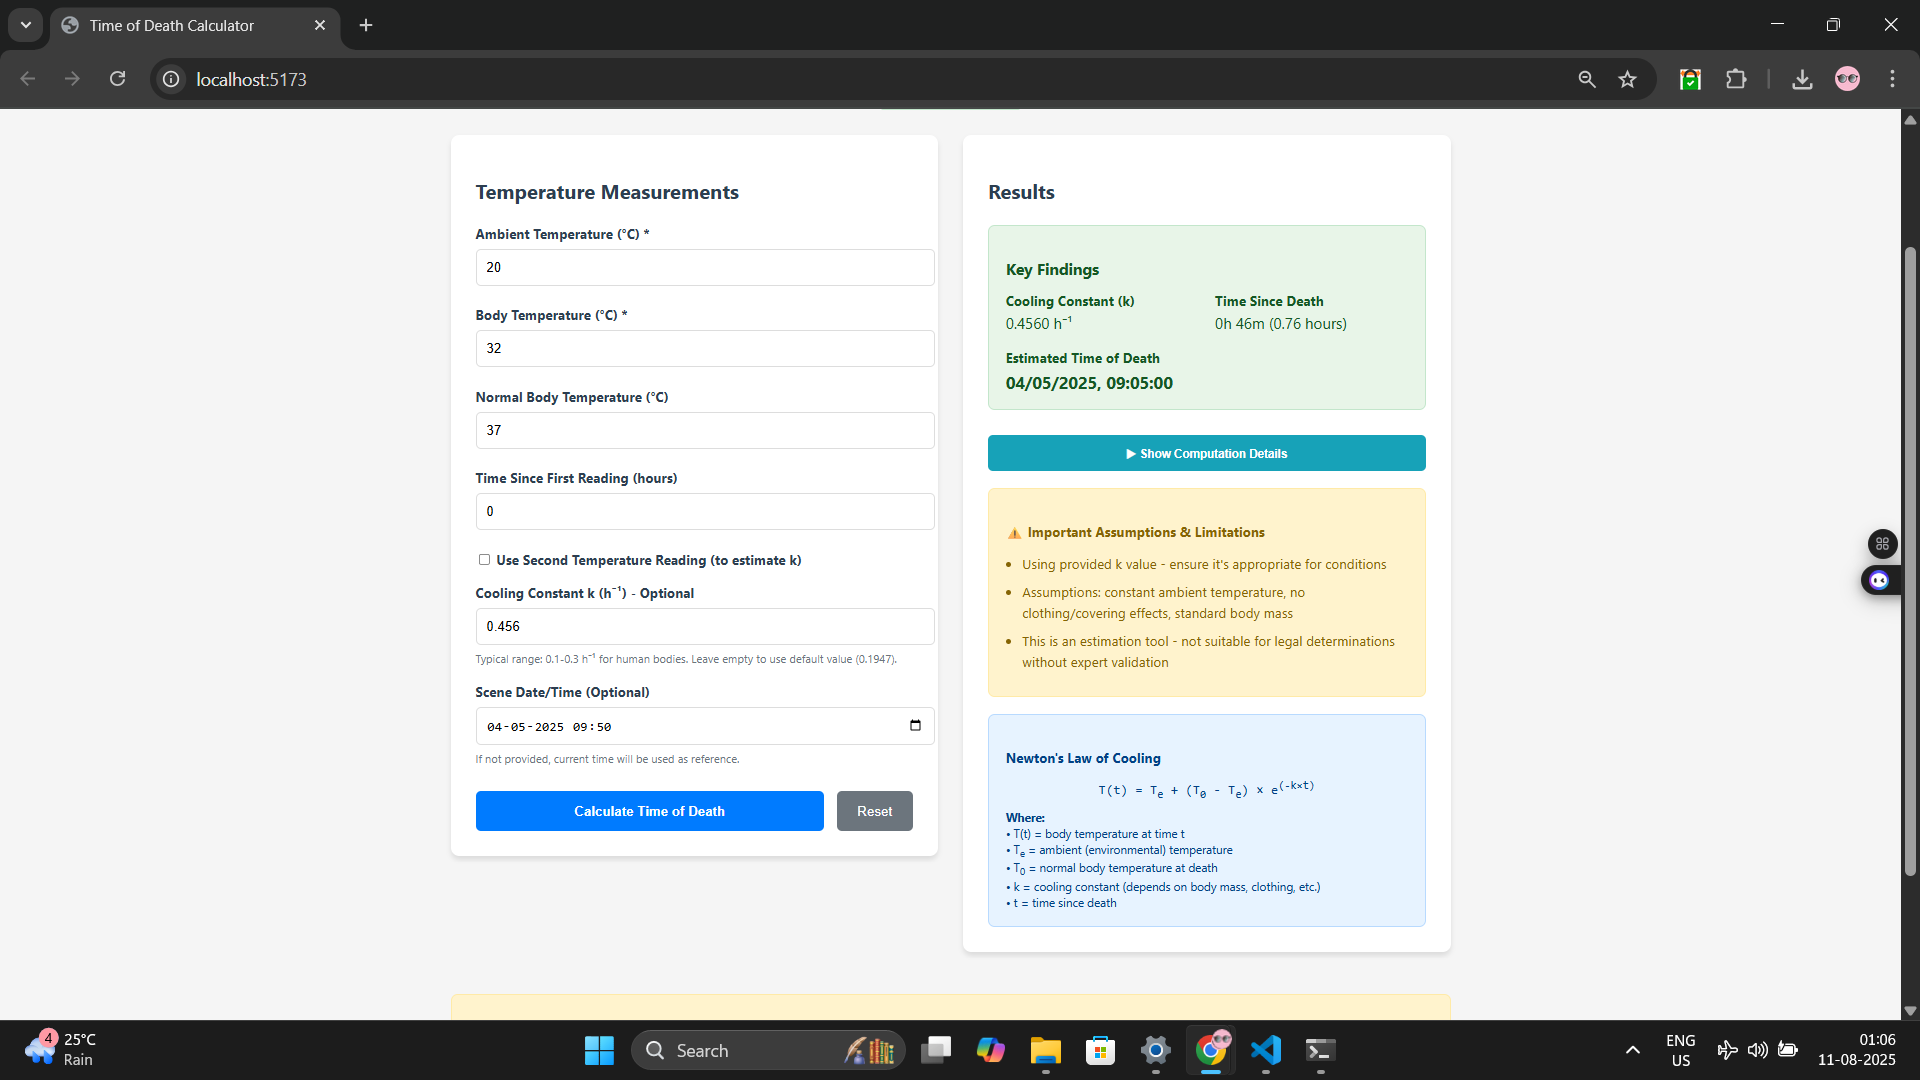 Time of Death Calculator
localhost:5173
Temperature Measurements
Ambient Temperature (°C) *
20
Body Temperature (°C) *
32
Normal Body Temperature (°C)
37
Time Since First Reading (hours)
0
Use Second Temperature Reading (to estimate k)
Cooling Constant k (h⁻¹) - Optional
0.456
Typical range: 0.1-0.3 h⁻¹ for human bodies. Leave empty to use default value (0.1947).
Scene Date/Time (Optional)
04-05-2025 09:50
If not provided, current time will be used as reference.
Calculate Time of Death
Reset
Results
Key Findings
Cooling Constant (k)
0.4560 h⁻¹
Time Since Death
0h 46m (0.76 hours)
Estimated Time of Death
04/05/2025, 09:05:00
▶ Show Computation Details
⚠ Important Assumptions & Limitations
• Using provided k value - ensure it's appropriate for conditions
• Assumptions: constant ambient temperature, no
clothing/covering effects, standard body mass
• This is an estimation tool - not suitable for legal determinations
without expert validation
Newton's Law of Cooling
T(t) = Te + (T0 - Te) × e^(-k×t)
Where:
• T(t) = body temperature at time t
• Te = ambient (environmental) temperature
• T0 = normal body temperature at death
• k = cooling constant (depends on body mass, clothing, etc.)
• t = time since death
4
25°C
Rain
Search
ENG
US
01:06
11-08-2025